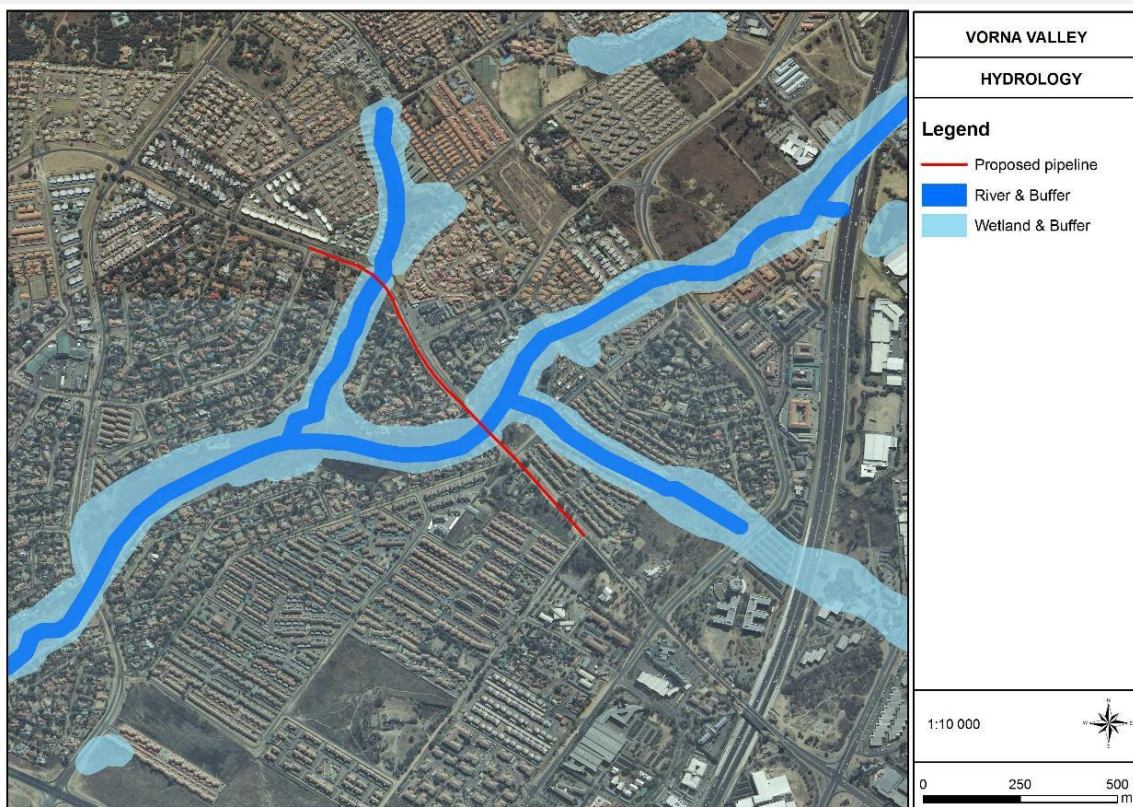 VORNA VALLEY
HYDROLOGY
Legend
Proposed pipeline
River & Buffer
Wetland & Buffer
1:10 000
N
W E
S
0 250 500
m